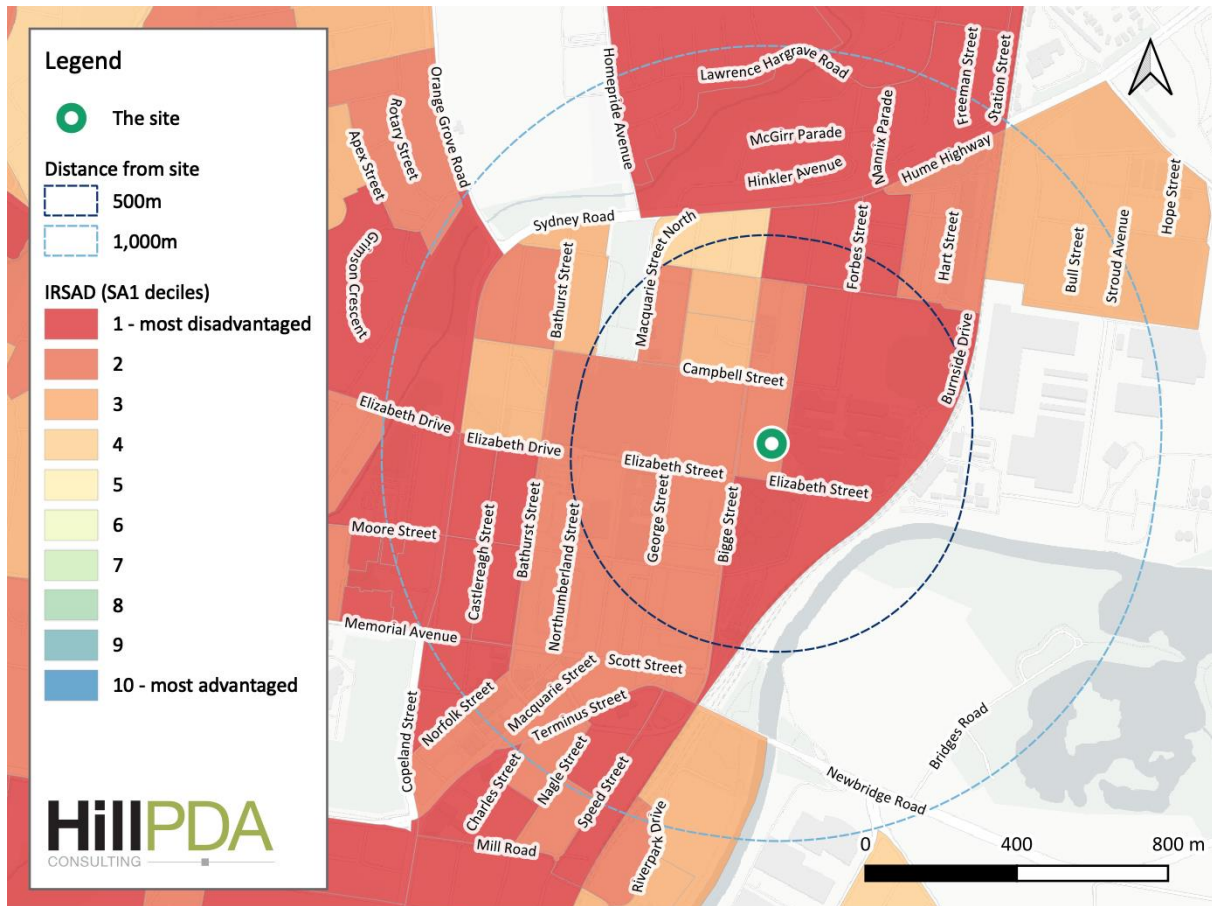 Legend
The site
Distance from site
500m
1,000m
IRSAD (SA1 deciles)
1 - most disadvantaged
2
3
4
5
6
7
8
9
10 - most advantaged
HillPDA
CONSULTING
Orange Grove Road
Rotary Street
Apex Street
Grimson Crescent
Homepride Avenue
Lawrence Hargrave Road
McGirr Parade
Hinkler Avenue
Mannix Parade
Freeman Street
Station Street
Hume Highway
Sydney Road
Bathurst Street
Macquarie Street North
Forbes Street
Hart Street
Bull Street
Stroud Avenue
Hope Street
Burnside Drive
Campbell Street
Elizabeth Drive
Elizabeth Drive
Elizabeth Street
Elizabeth Street
Moore Street
Castlereagh Street
Bathurst Street
Northumberland Street
George Street
Bigge Street
Memorial Avenue
Scott Street
Macquarie Street
Terminus Street
Norfolk Street
Copeland Street
Charles Street
Nagle Street
Speed Street
Mill Road
Riverpark Drive
Newbridge Road
Bridges Road
0 400 800 m